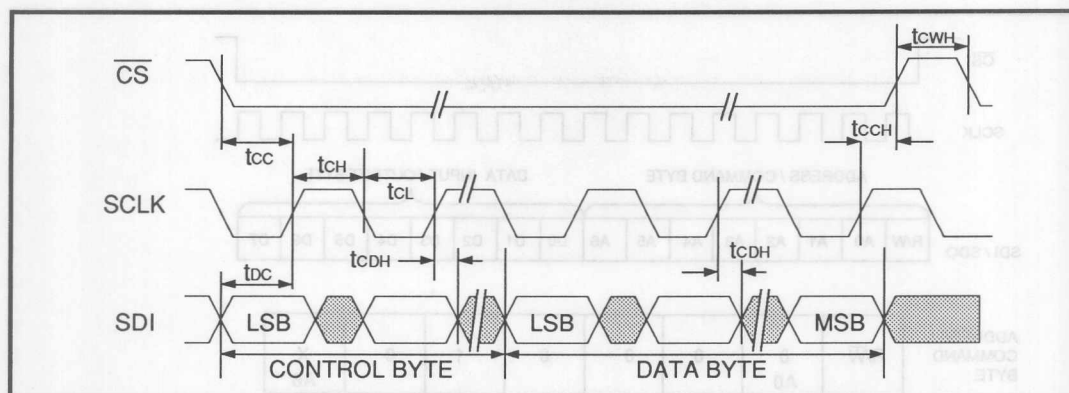 CS tCWH
tCCH
tCC tCH tCL
SCLK
tCDH tCDH
tDC
SDI LSB LSB MSB
CONTROL BYTE DATA BYTE